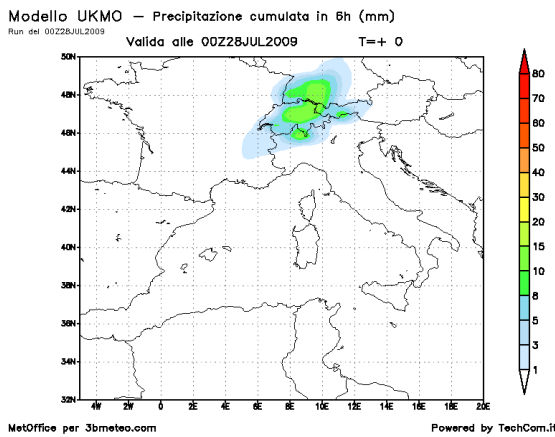 Modello UKMO – Precipitazione cumulata in 6h (mm)
Run del 00Z28JUL2009
Valida alle 00Z28JUL2009 T=+ 0
50N
48N
46N
44N
42N
40N
38N
36N
34N
32N
4W 2W 0 2E 4E 6E 8E 10E 12E 14E 16E 18E 20E
80
70
60
50
40
30
20
15
10
8
5
3
1
MetOffice per 3bmeteo.com Powered by TechCom.it